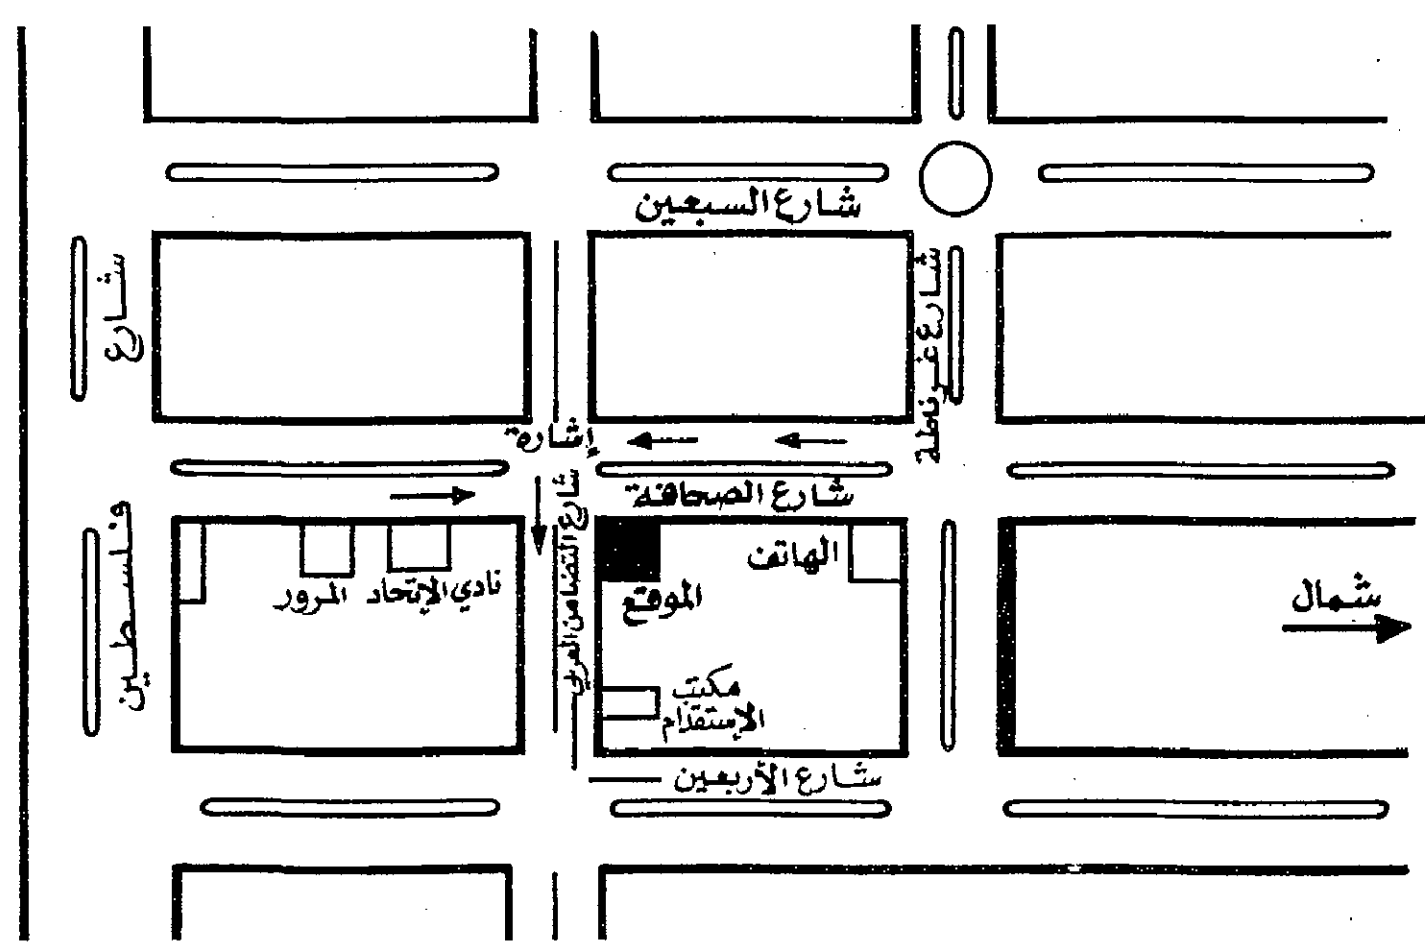 شارع السبعين
شارع غرناطة
شارع
فلسطين
إشارة
شارع الصحافة
شارع التضامن العربي
الهاتف
الموقع
نادي الإتحاد
المرور
شمال
مكتب
الإستقدام
شارع الأربعين